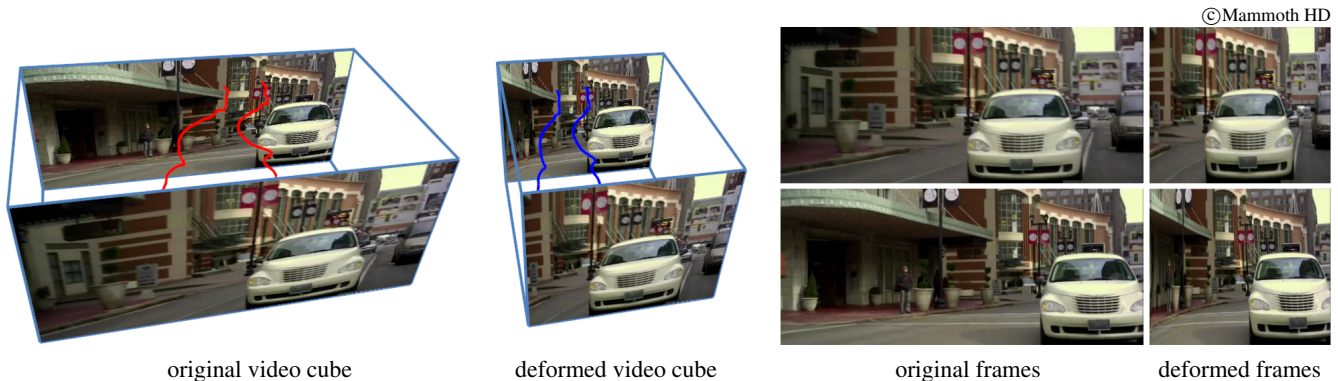 ©Mammoth HD
original video cube
deformed video cube
original frames
deformed frames